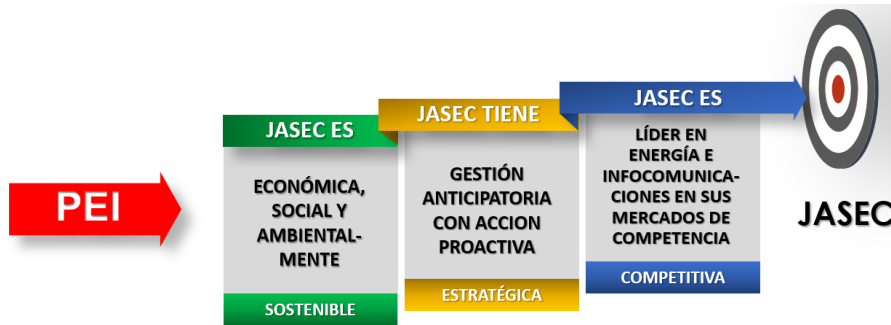 PEI
JASEC ES
ECONÓMICA,
SOCIAL Y
AMBIENTAL-
MENTE
SOSTENIBLE
JASEC TIENE
GESTIÓN
ANTICIPATORIA
CON ACCION
PROACTIVA
ESTRATÉGICA
JASEC ES
LÍDER EN
ENERGÍA E
INFOCOMUNICA-
CIONES EN SUS
MERCADOS DE
COMPETENCIA
COMPETITIVA
JASEC